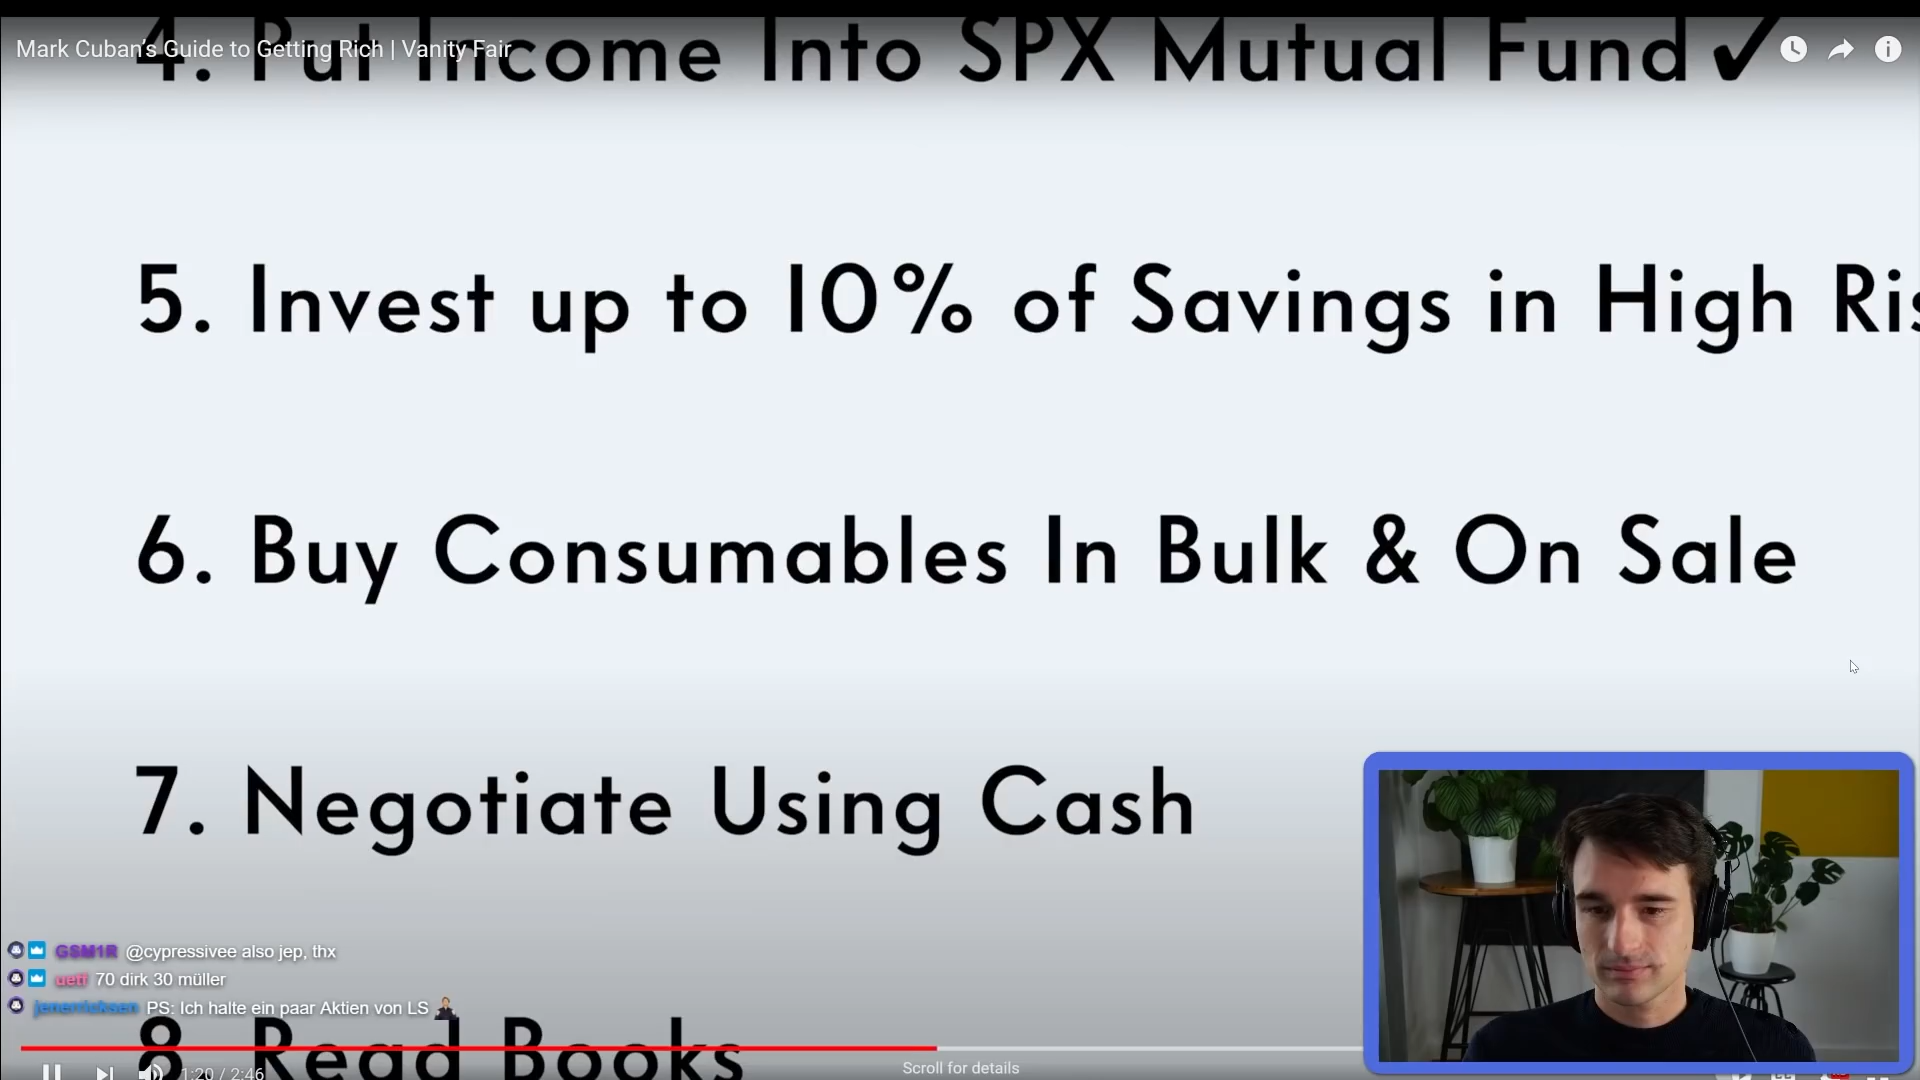 Mark Cuban's Guide to Getting Rich | Vanity Fair
4. Put Income Into SPX Mutual Fund ✓
5. Invest up to 10% of Savings in High Ris
6. Buy Consumables In Bulk & On Sale
7. Negotiate Using Cash
GSM1R @cypressivee also jep, thx
ueff 70 dirk 30 müller
PS: Ich halte ein paar Aktien von LS
8. Read Books
1:20 / 2:46
Scroll for details